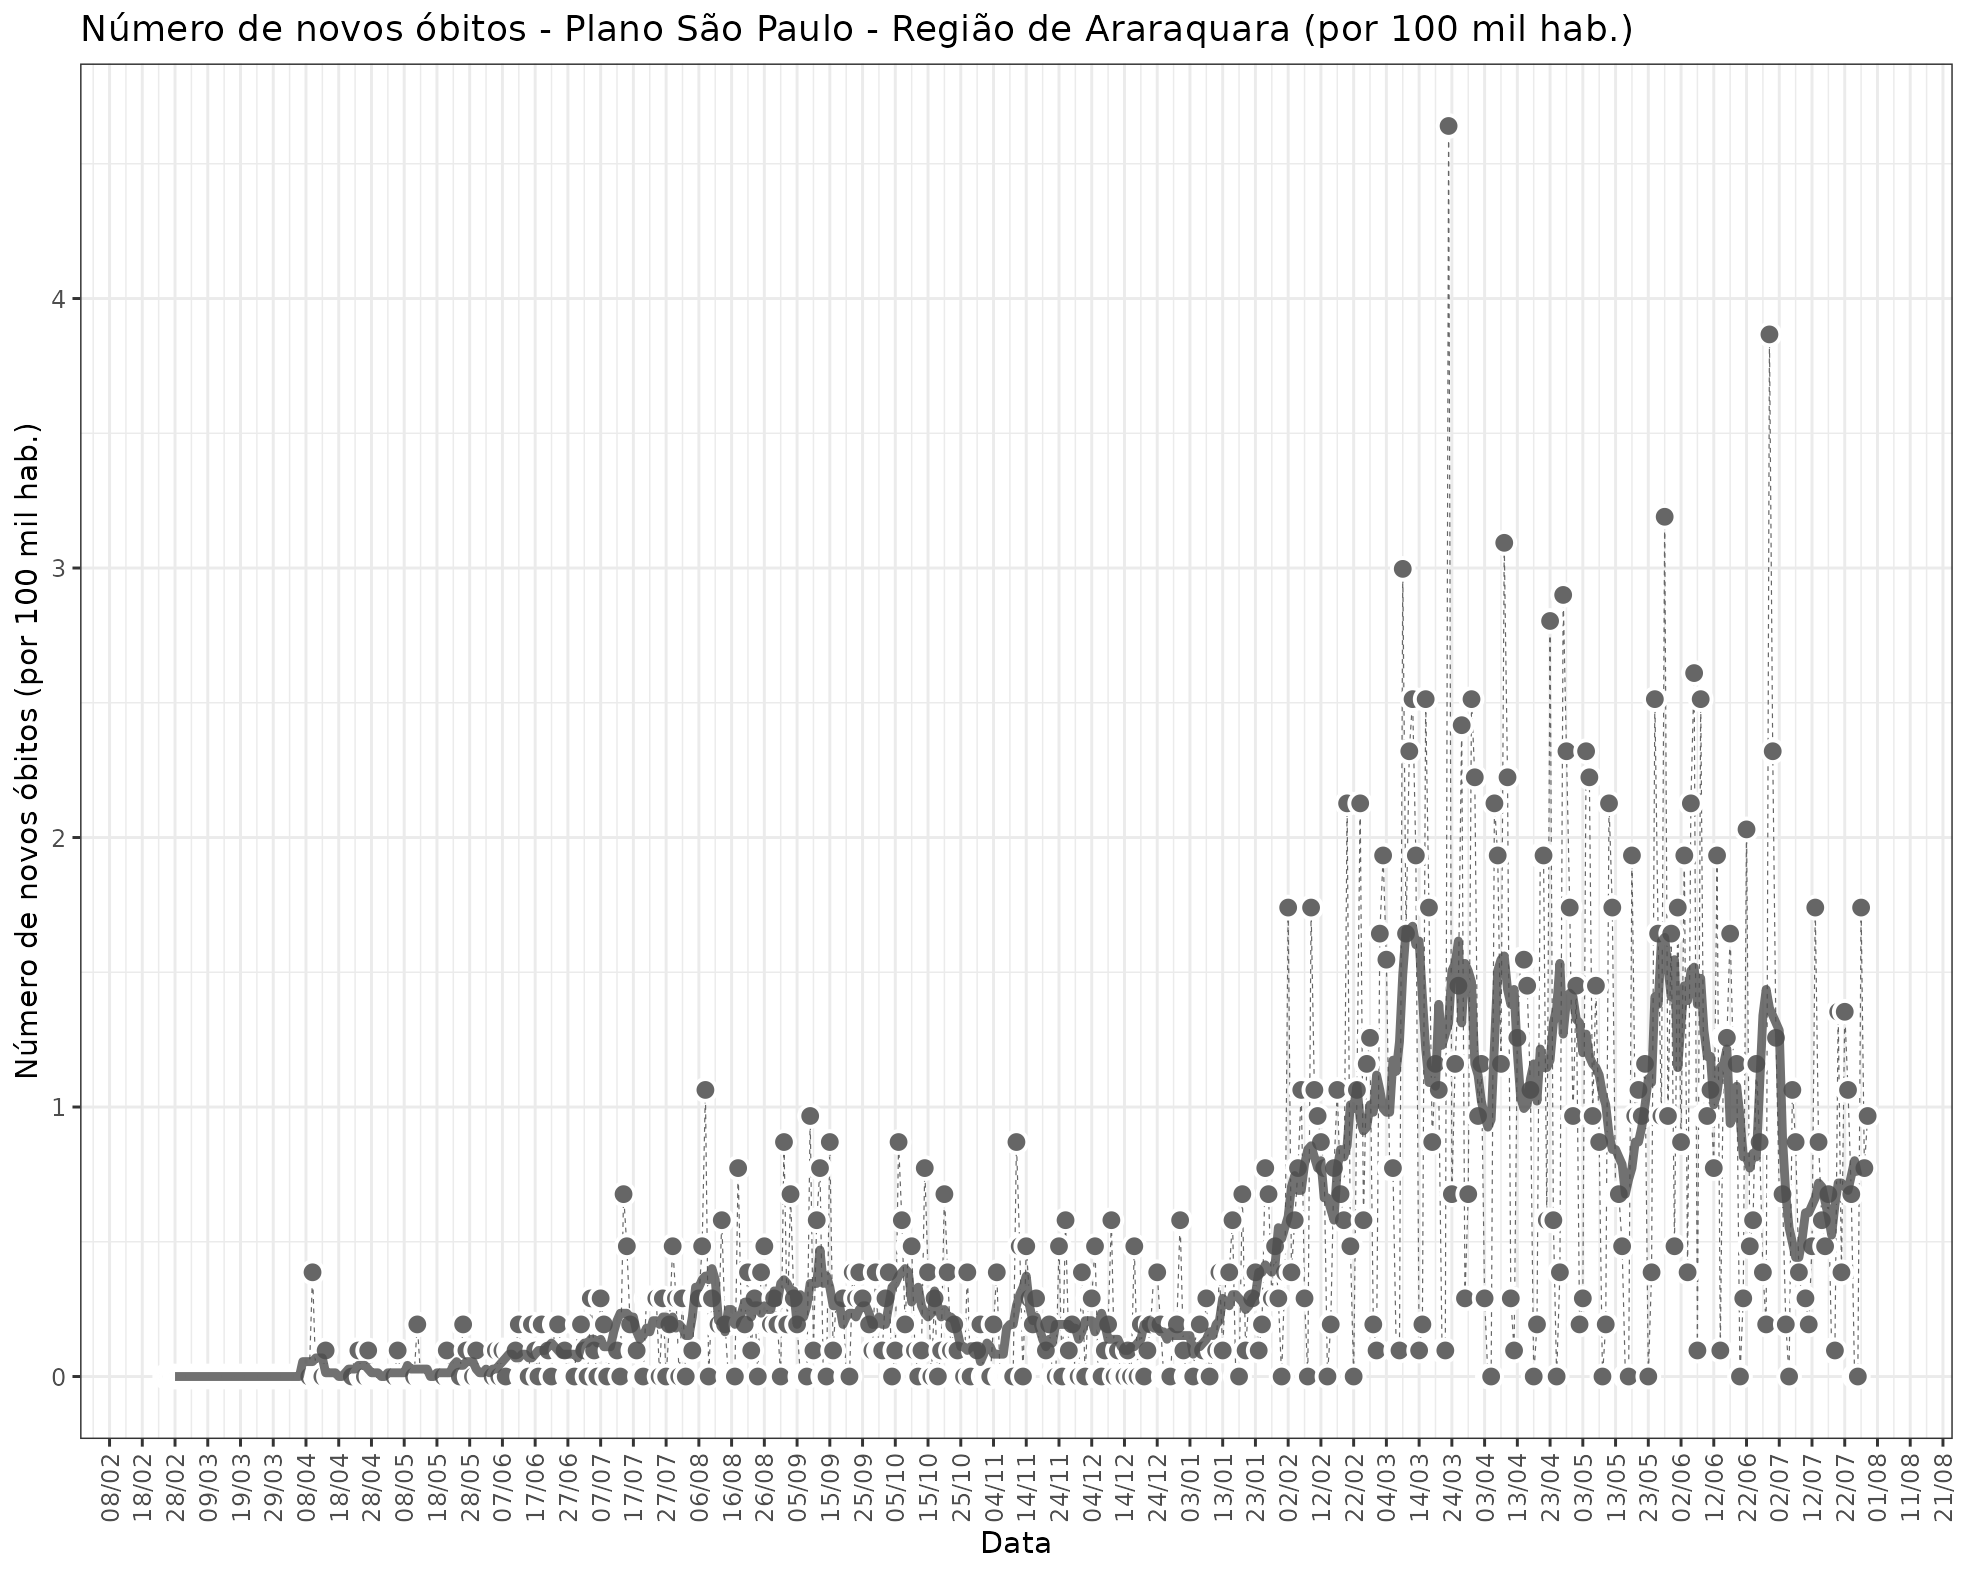 Número de novos óbitos - Plano São Paulo - Região de Araraquara (por 100 mil hab.)
Número de novos óbitos (por 100 mil hab.)
4
3
2
1
0
08/02 18/02 28/02 09/03 19/03 29/03 08/04 18/04 28/04 08/05 18/05 28/05 07/06 17/06 27/06 07/07 17/07 27/07 06/08 16/08 26/08 05/09 15/09 25/09 05/10 15/10 25/10 04/11 14/11 24/11 04/12 14/12 24/12 03/01 13/01 23/01 02/02 12/02 22/02 04/03 14/03 24/03 03/04 13/04 23/04 03/05 13/05 23/05 02/06 12/06 22/06 02/07 12/07 22/07 01/08 11/08 21/08
Data